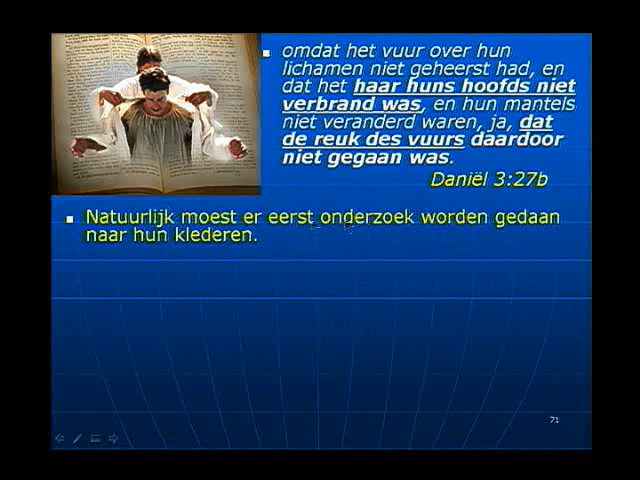 omdat het vuur over hun
lichamen niet geheerst had, en
dat het haar huns hoofds niet
verbrand was, en hun mantels
niet veranderd waren, ja, dat
de reuk des vuurs daardoor
niet gegaan was.
Daniël 3:27b
Natuurlijk moest er eerst onderzoek worden gedaan
naar hun klederen.
71